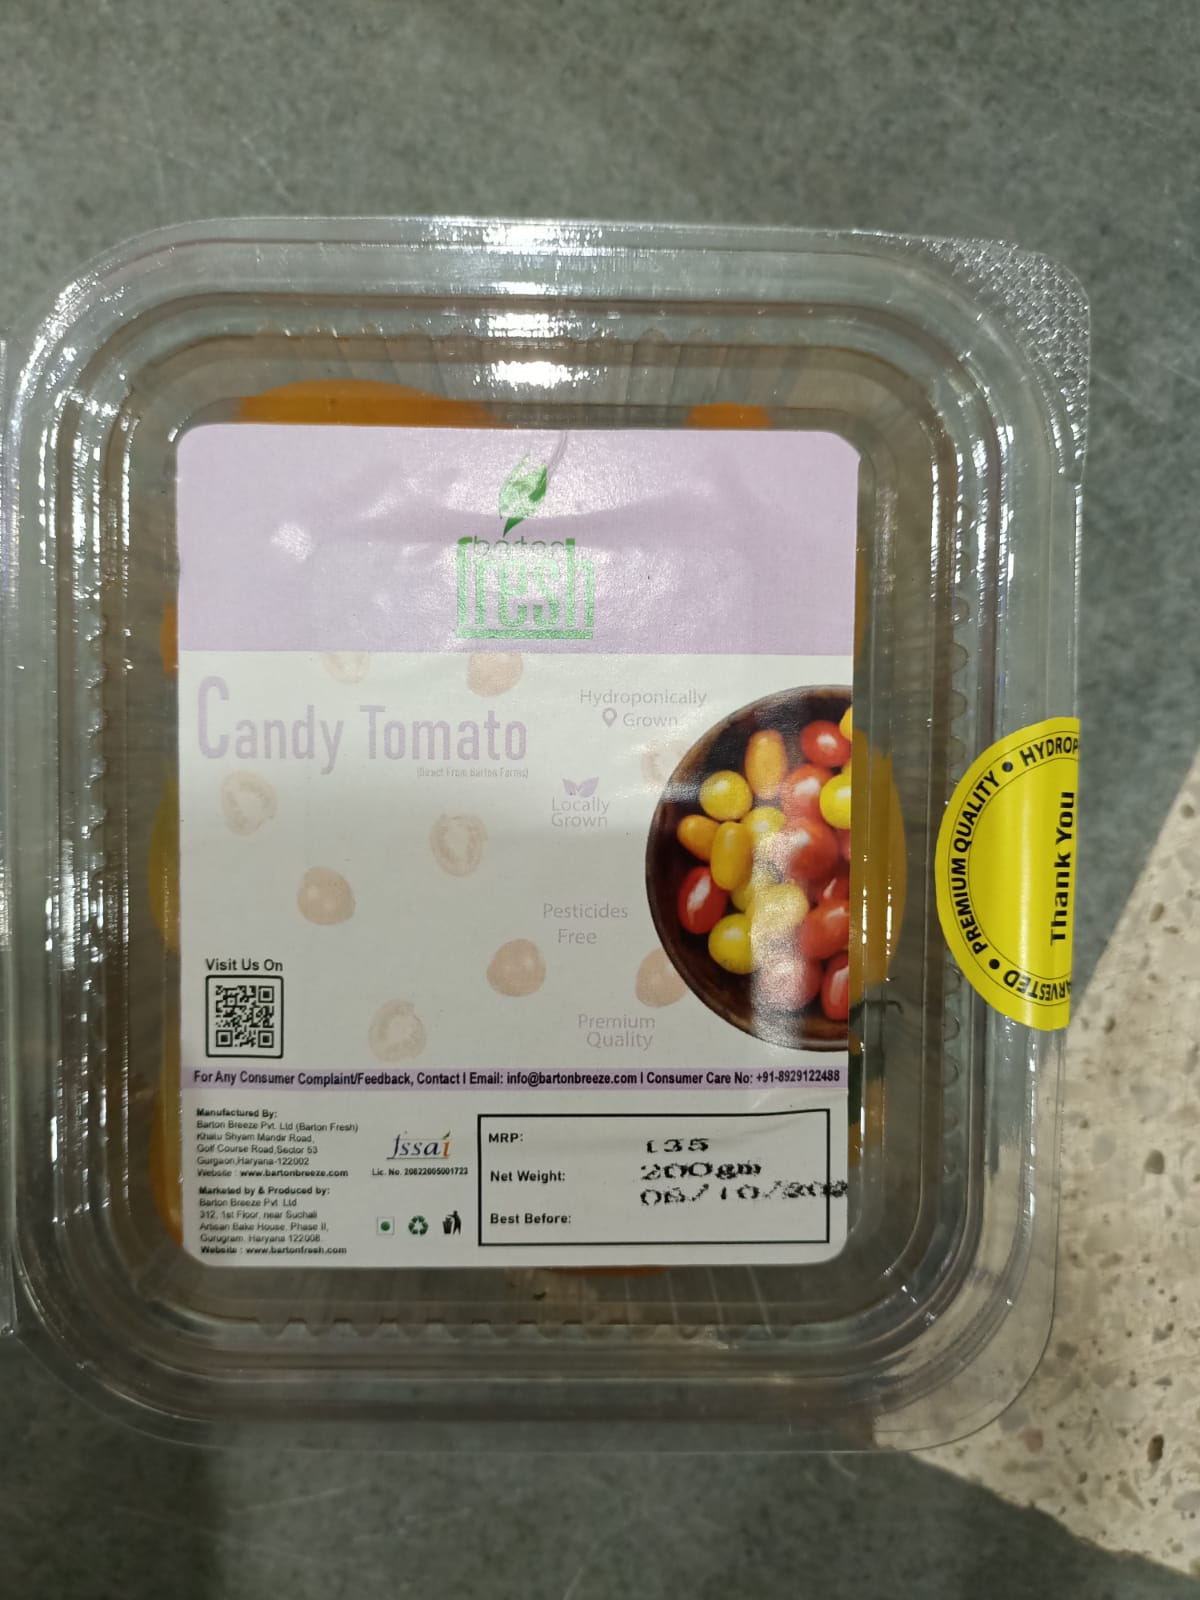 barton
fresh
Candy Tomato
(Direct From Barton Farms)
Hydroponically
Grown
Locally
Grown
Pesticides
Free
Premium
Quality
PREMIUM QUALITY • HYDROP
Thank You
ARVESTED •
Visit Us On
For Any Consumer Complaint/Feedback, Contact I Email: info@bartonbreeze.com I Consumer Care No: +91-8929122488
Manufactured By:
Barton Breeze Pvt. Ltd (Barton Fresh)
Khatu Shyam Mandir Road,
Golf Course Road,Sector 53
Gurgaon,Haryana-122002
Website : www.bartonbreeze.com
Marketed by & Produced by:
Barton Breeze Pvt Ltd
312, 1st Floor, near Suchali
Artisan Bake House, Phase II,
Gurugram. Haryana 122008
Website : www.bartonfresh.com
fssai
Lic. No. 20822005001723
MRP: 135
Net Weight: 200gm
06/10/202
Best Before: